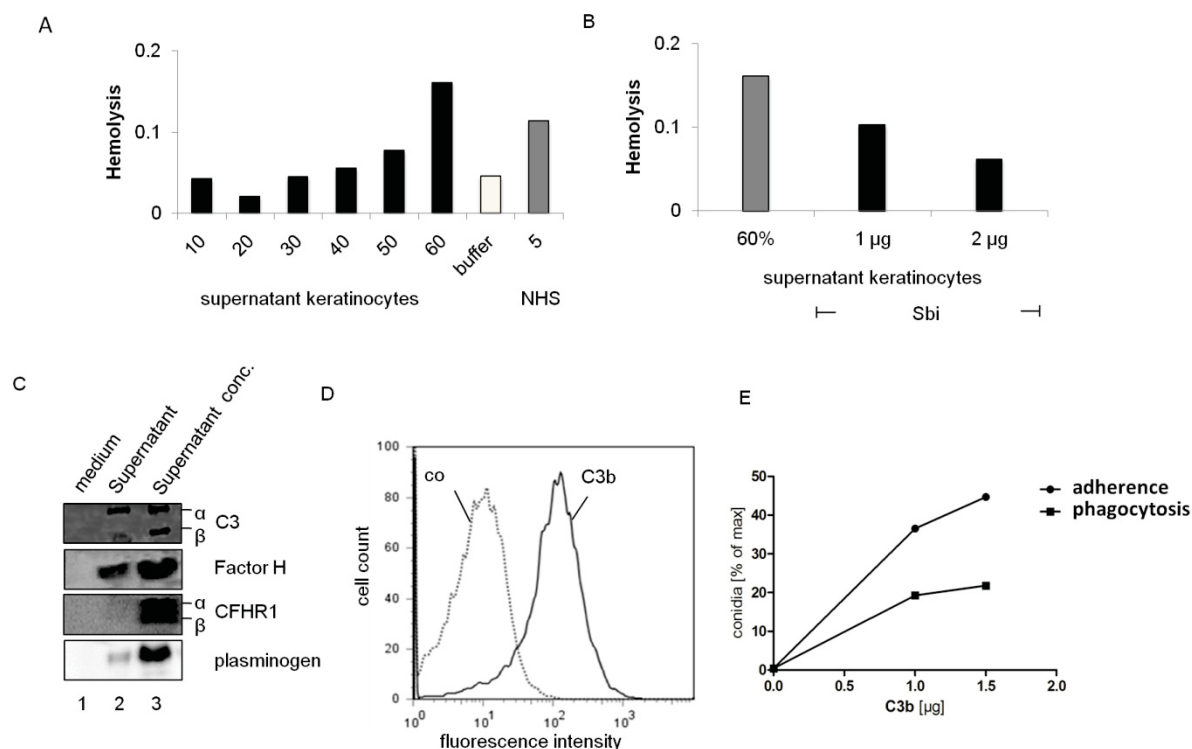 A
0.2
0.1
0
Hemolysis
10
20
30
40
50
60
buffer
5
supernatant keratinocytes
NHS
B
0.2
0.1
0
Hemolysis
60%
1 µg
2 µg
supernatant keratinocytes
Sbi
C
medium
Supernatant
Supernatant conc.
α
C3
β
Factor H
α
CFHR1
β
plasminogen
1 2 3
D
100
80
60
40
20
0
cell count
co
C3b
10⁰ 10¹ 10² 10³
fluorescence intensity
E
50
40
30
20
10
0
conidia [% of max]
0.0 0.5 1.0 1.5 2.0
C3b [µg]
adherence
phagocytosis